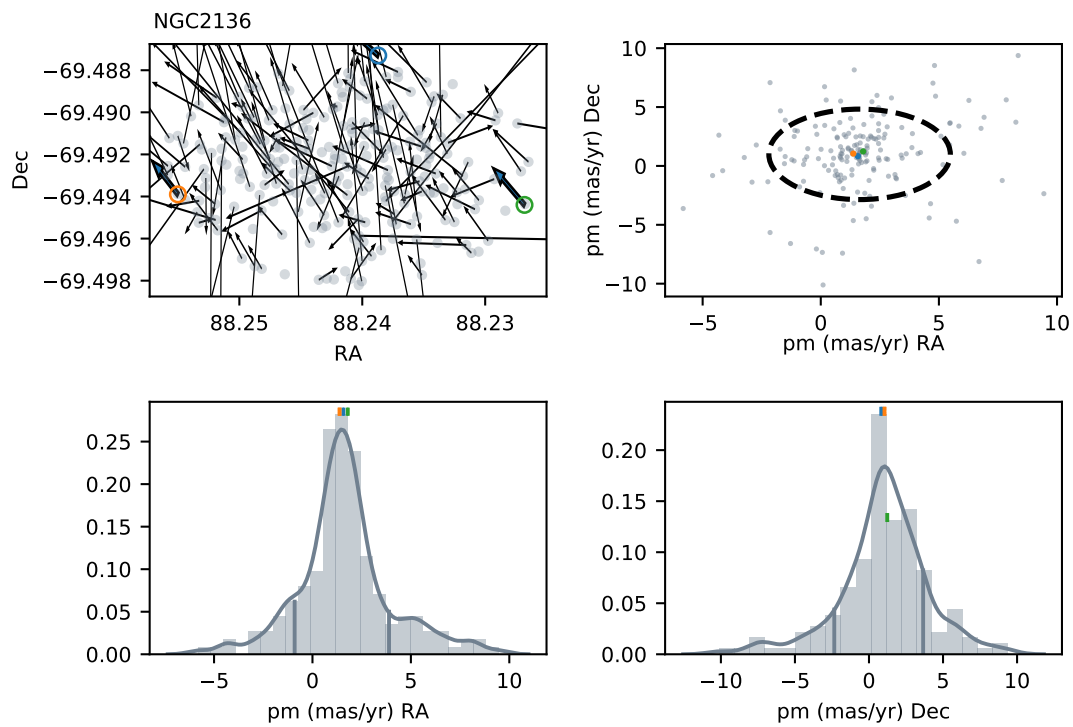 NGC2136
−69.488
−69.490
−69.492
−69.494
−69.496
−69.498
Dec
88.25 88.24 88.23
RA
10
5
0
−5
−10
pm (mas/yr) Dec
−5 0 5 10
pm (mas/yr) RA
0.25
0.20
0.15
0.10
0.05
0.00
−5 0 5 10
pm (mas/yr) RA
0.20
0.15
0.10
0.05
0.00
−10 −5 0 5 10
pm (mas/yr) Dec